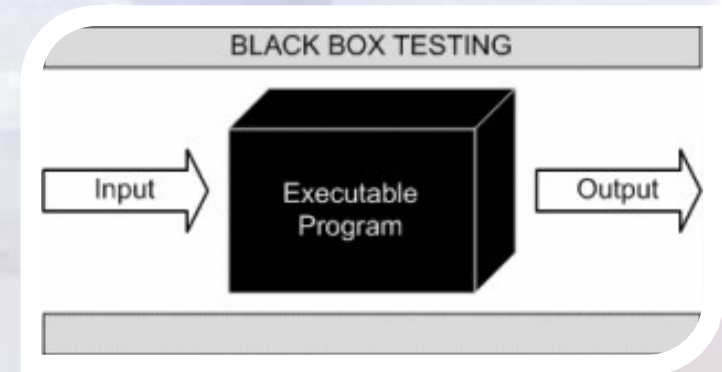 BLACK BOX TESTING
Input
Executable
Program
Output